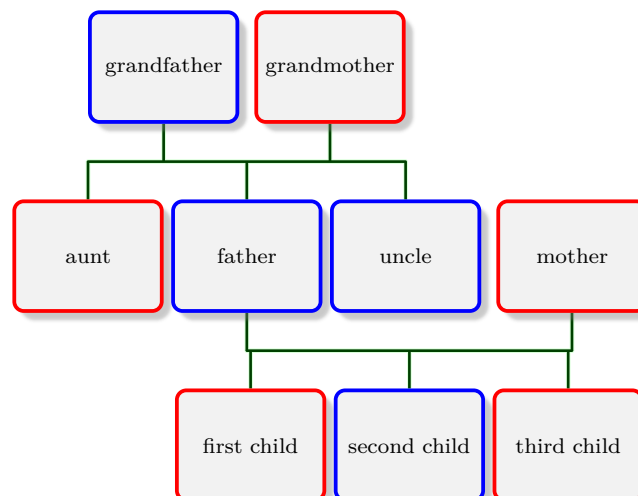 grandfather
grandmother
aunt
father
uncle
mother
first child
second child
third child